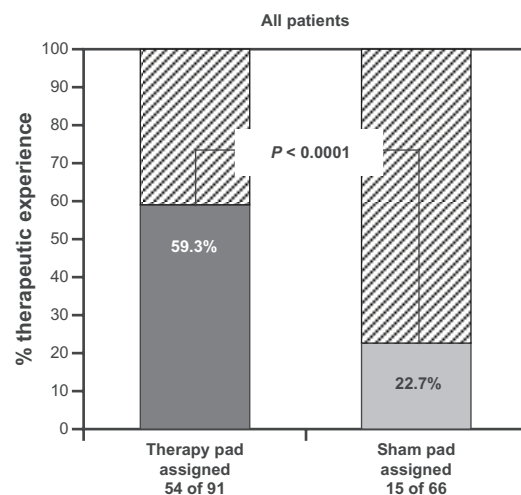 All patients
% therapeutic experience
100
90
80
70
60
50
40
30
20
10
0
P < 0.0001
59.3%
22.7%
Therapy pad
assigned
54 of 91
Sham pad
assigned
15 of 66